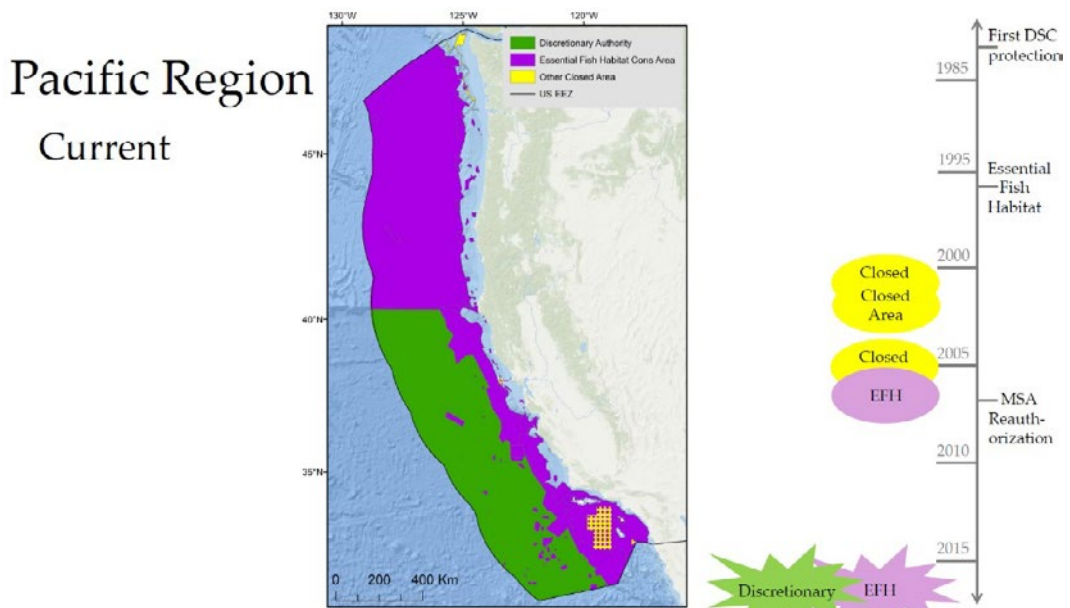 Pacific Region
Current
130°W
125°W
120°W
Discretionary Authority
Essential Fish Habitat Cons Area
Other Closed Area
US EEZ
45°N
40°N
35°N
0 200 400 Km
First DSC
protection
1985
1995
Essential
Fish
Habitat
2000
Closed
Closed
Area
2005
Closed
EFH
MSA
Reauth-
orization
2010
2015
Discretionary
EFH